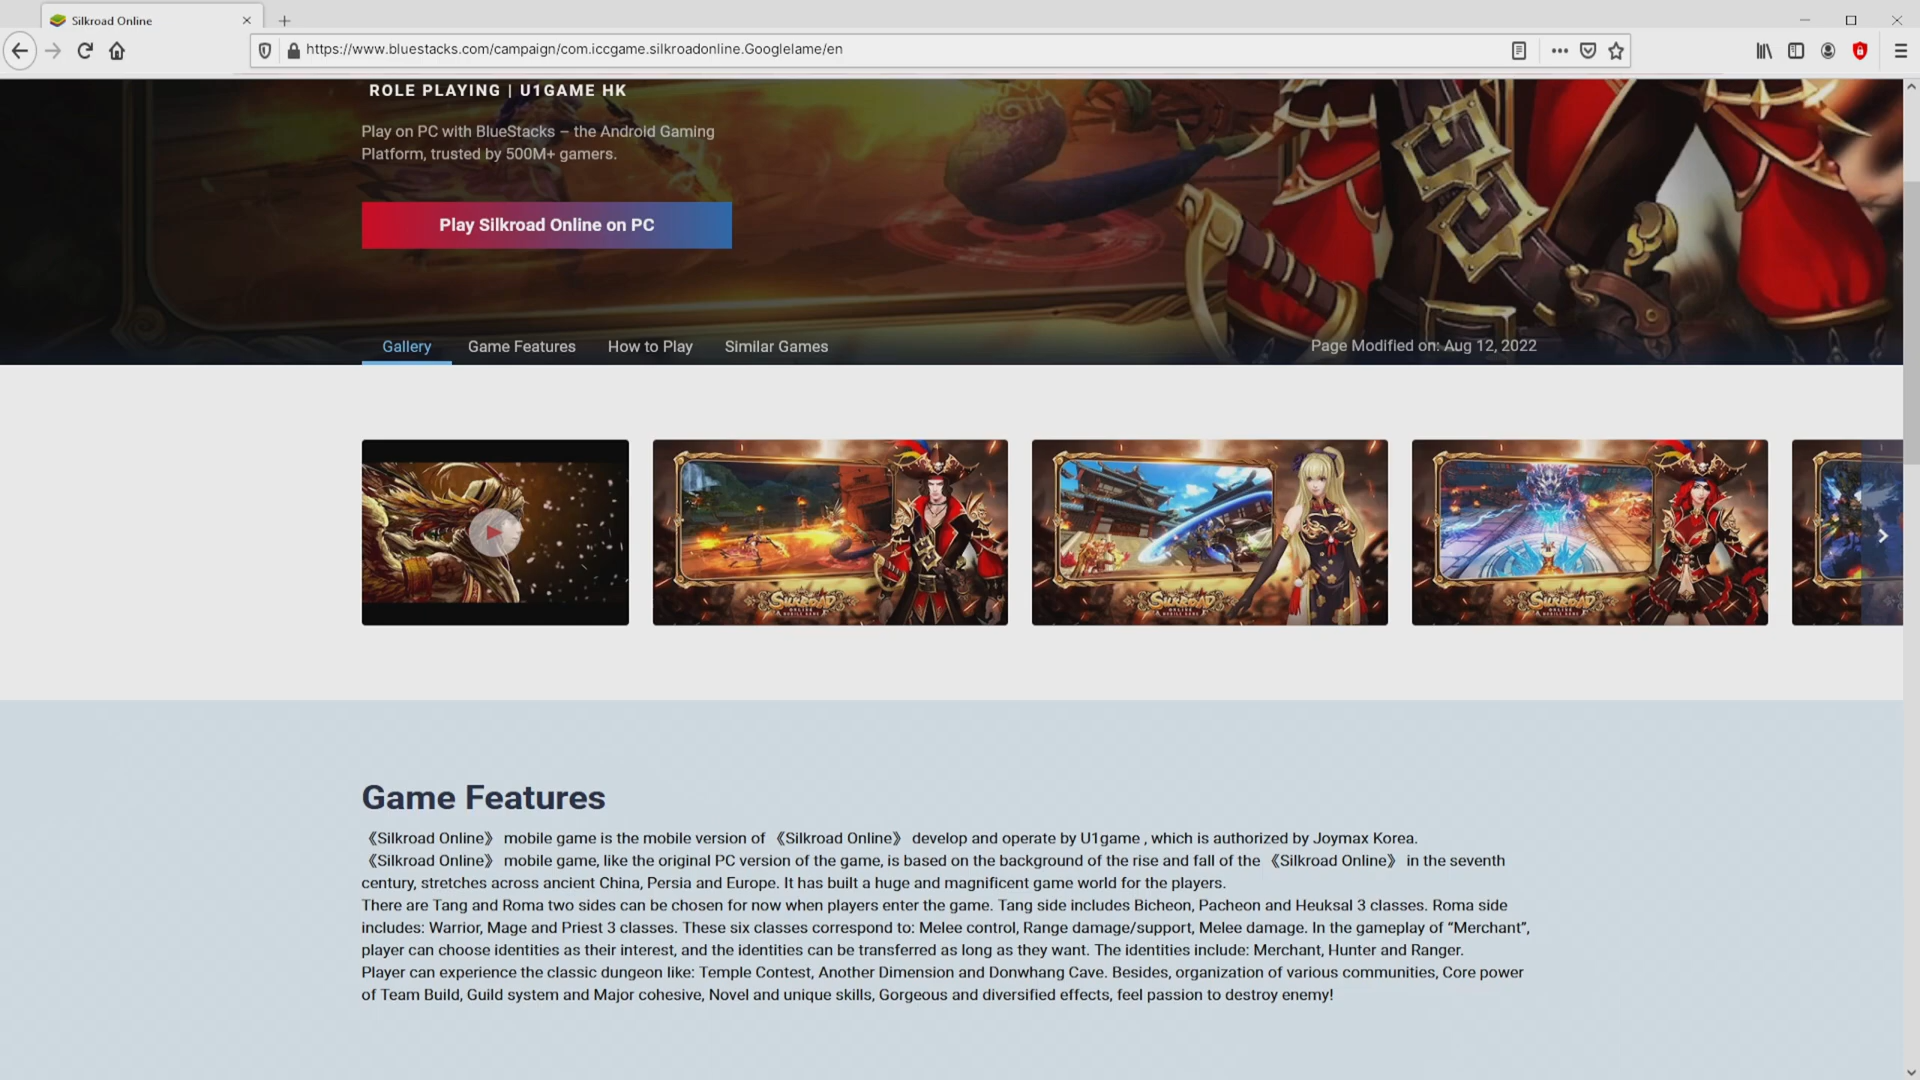 Silkroad Online
https://www.bluestacks.com/campaign/com.iccgame.silkroadonline.Googlelame/en
ROLE PLAYING | U1GAME HK
Play on PC with BlueStacks – the Android Gaming
Platform, trusted by 500M+ gamers.
Play Silkroad Online on PC
Gallery Game Features How to Play Similar Games Page Modified on: Aug 12, 2022
SILKROAD ONLINE MOBILE GAME
SILKROAD ONLINE MOBILE GAME
SILKROAD ONLINE MOBILE GAME
Game Features
《Silkroad Online》 mobile game is the mobile version of 《Silkroad Online》 develop and operate by U1game , which is authorized by Joymax Korea.
《Silkroad Online》 mobile game, like the original PC version of the game, is based on the background of the rise and fall of the 《Silkroad Online》 in the seventh
century, stretches across ancient China, Persia and Europe. It has built a huge and magnificent game world for the players.
There are Tang and Roma two sides can be chosen for now when players enter the game. Tang side includes Bicheon, Pacheon and Heuksal 3 classes. Roma side
includes: Warrior, Mage and Priest 3 classes. These six classes correspond to: Melee control, Range damage/support, Melee damage. In the gameplay of “Merchant”,
player can choose identities as their interest, and the identities can be transferred as long as they want. The identities include: Merchant, Hunter and Ranger.
Player can experience the classic dungeon like: Temple Contest, Another Dimension and Donwhang Cave. Besides, organization of various communities, Core power
of Team Build, Guild system and Major cohesive, Novel and unique skills, Gorgeous and diversified effects, feel passion to destroy enemy!